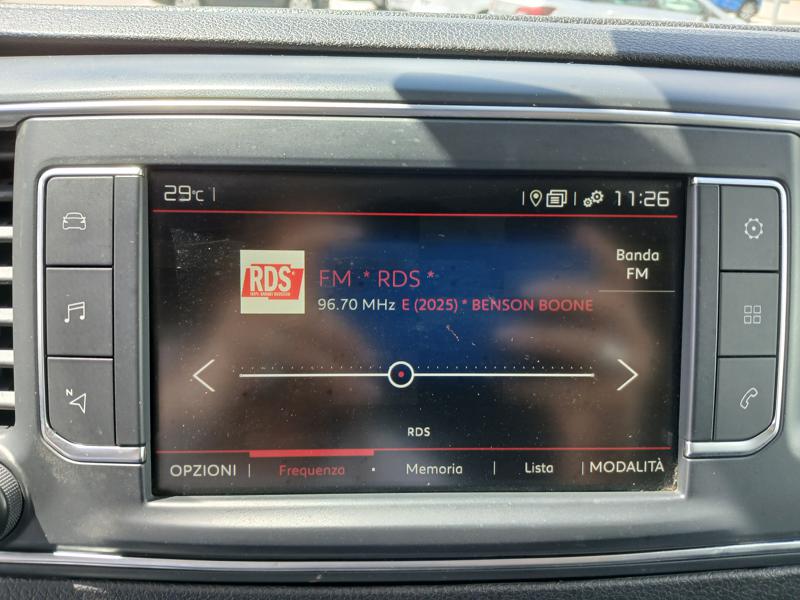 29°C
11:26
RDS
FM * RDS *
96.70 MHz E (2025) * BENSON BOONE
Banda
FM
RDS
OPZIONI
Frequenza
Memoria
Lista
MODALITÀ
N